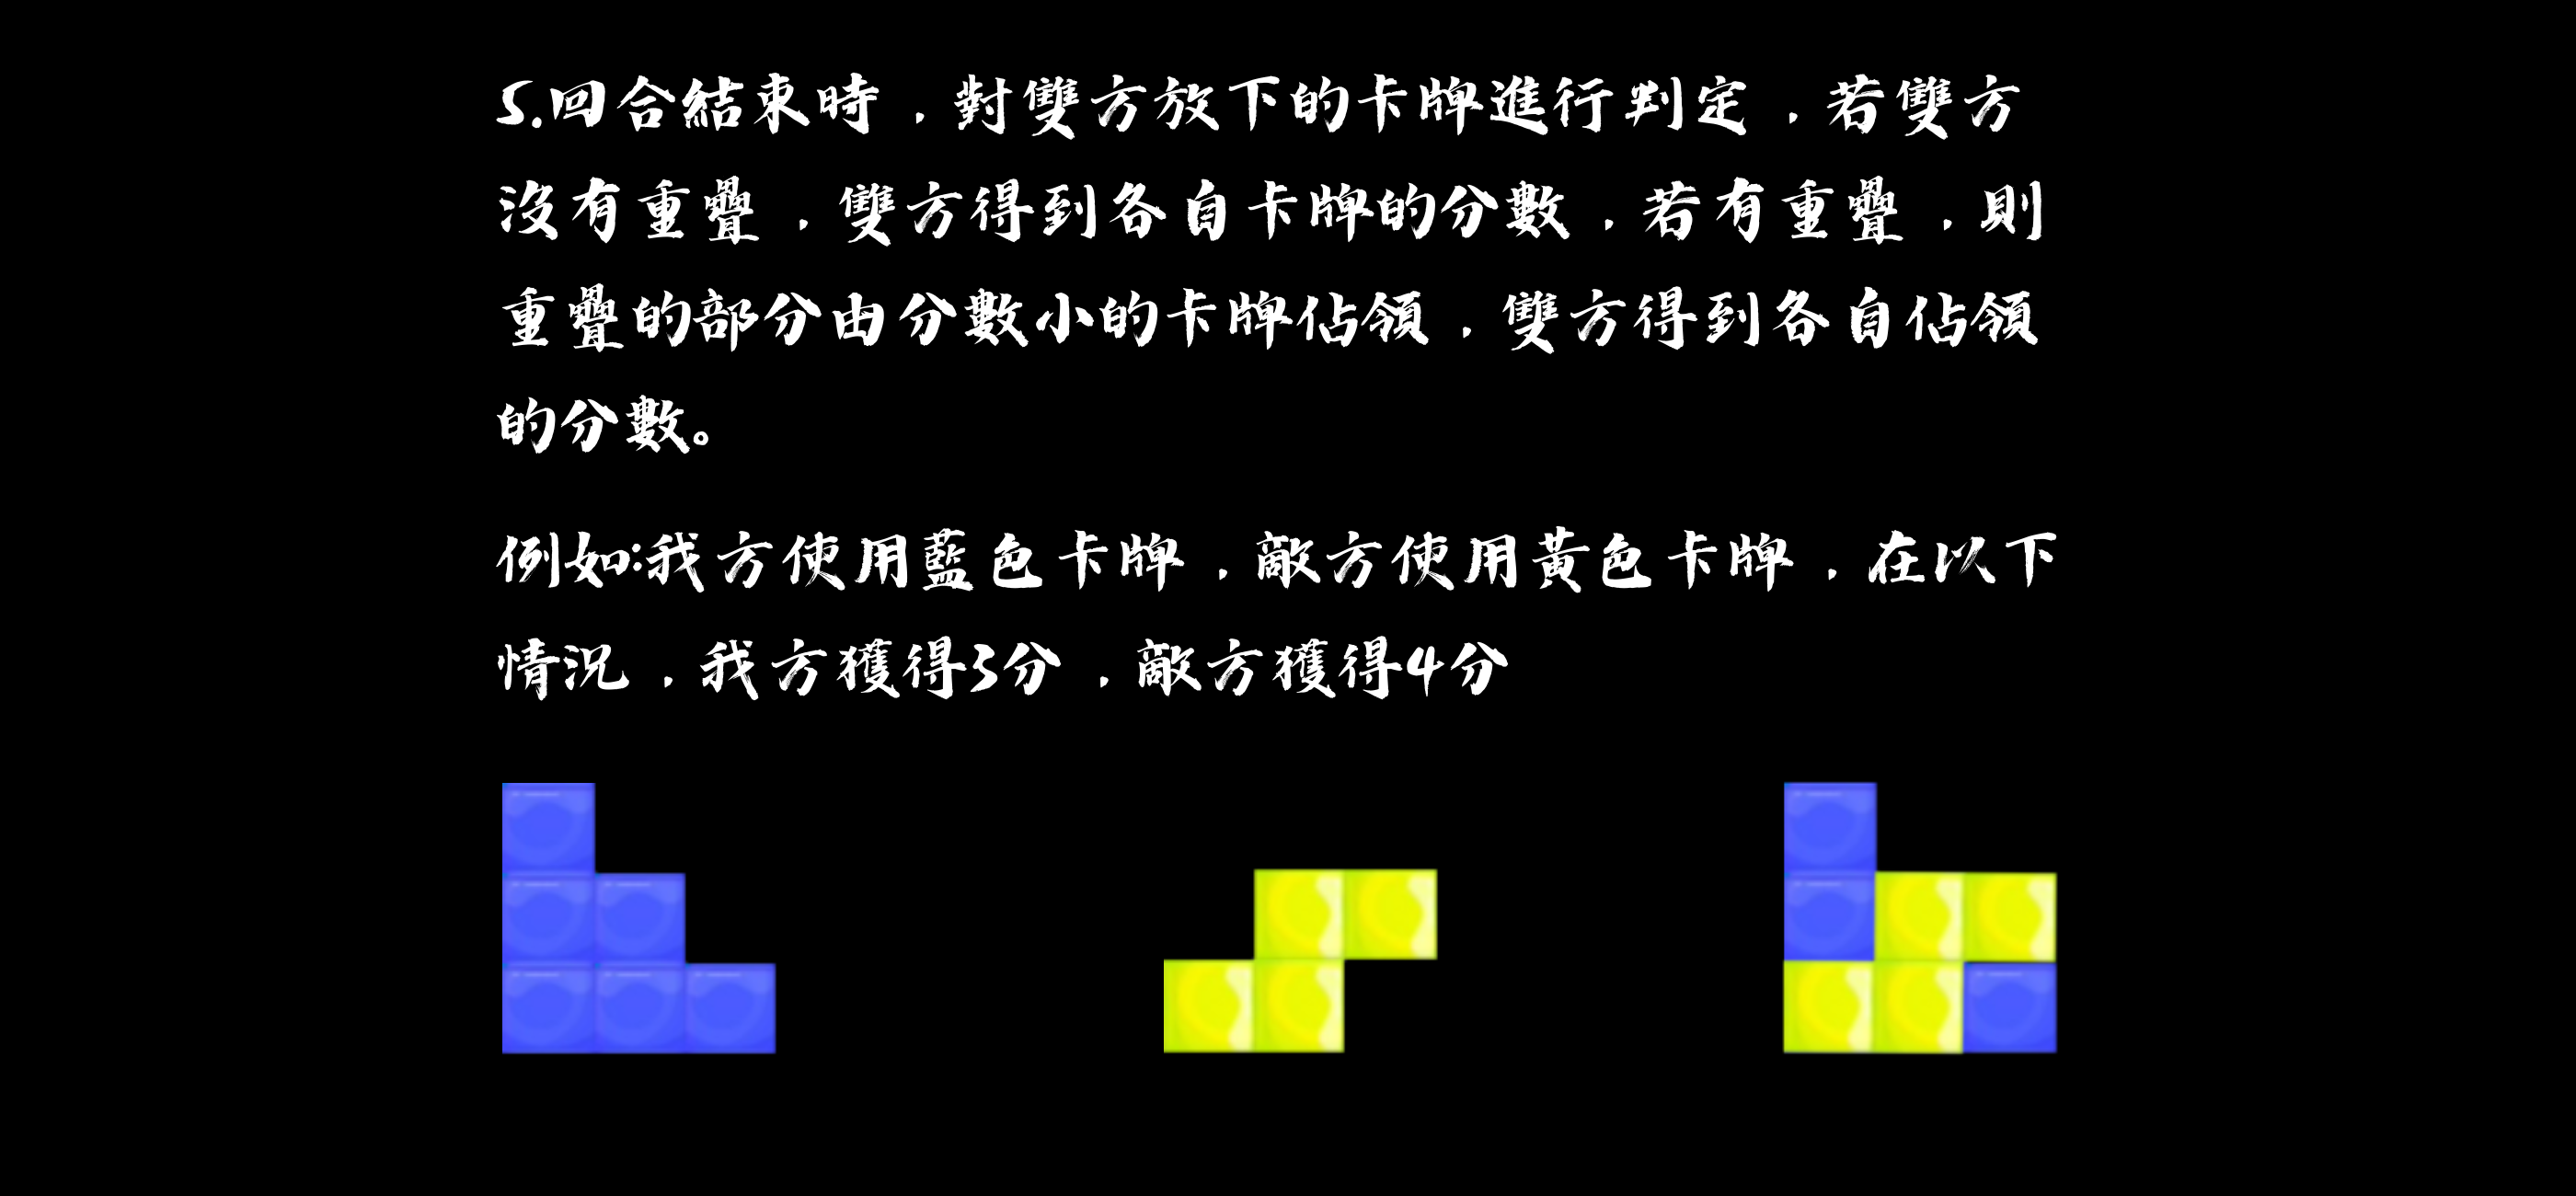 5.回合結束時，對雙方放下的卡牌進行判定，若雙方
沒有重疊，雙方得到各自卡牌的分數，若有重疊，則
重疊的部分由分數小的卡牌佔領，雙方得到各自佔領
的分數。
例如:我方使用藍色卡牌，敵方使用黃色卡牌，在以下
情況，我方獲得3分，敵方獲得4分